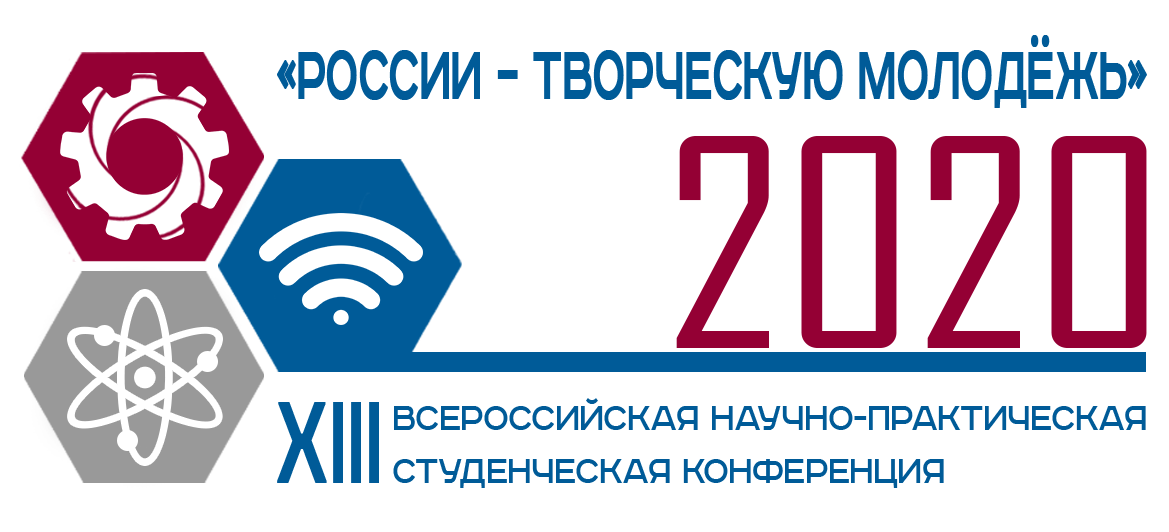 «РОССИИ – ТВОРЧЕСКУЮ МОЛОДЁЖЬ»
2020
XIII ВСЕРОССИЙСКАЯ НАУЧНО-ПРАКТИЧЕСКАЯ
СТУДЕНЧЕСКАЯ КОНФЕРЕНЦИЯ